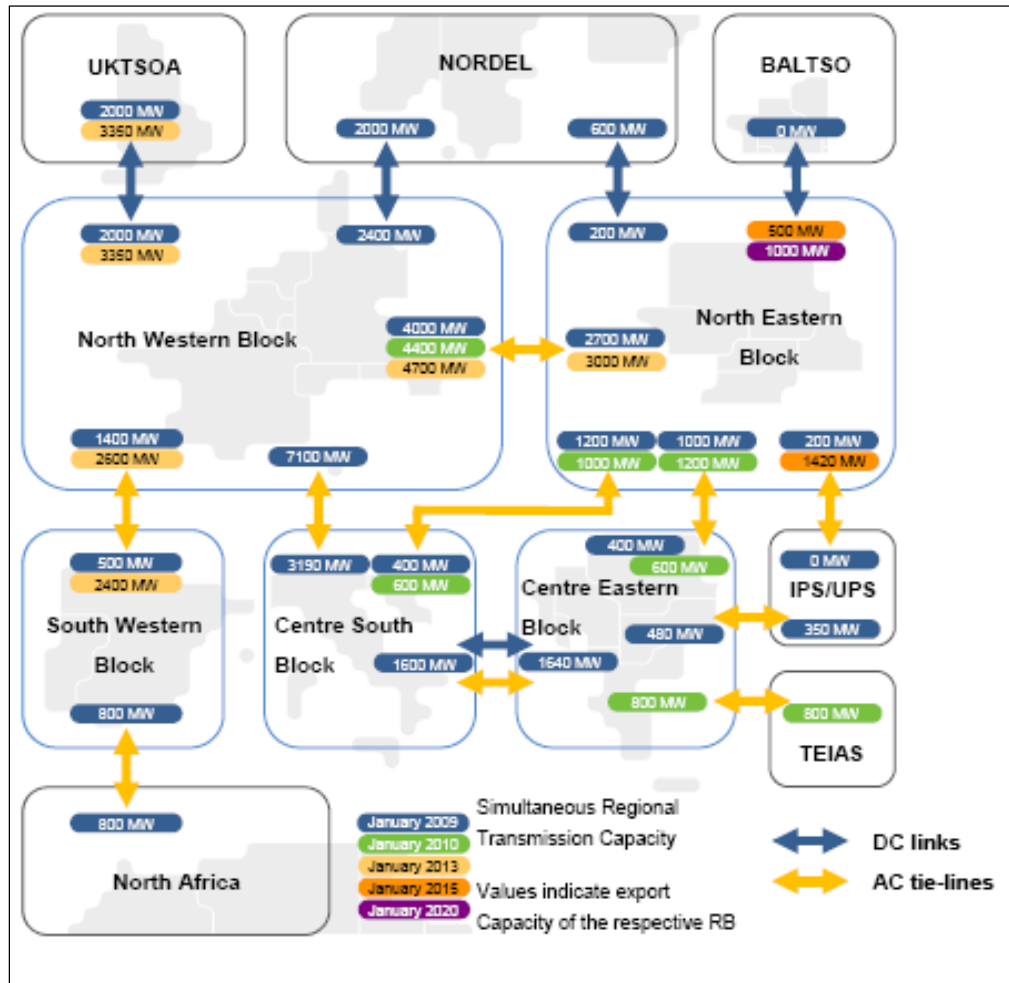 UKTSOA
2000 MW
3350 MW
NORDEL
2000 MW
600 MW
BALTSO
0 MW
2000 MW
3350 MW
2400 MW
North Western Block
4000 MW
4400 MW
4700 MW
1400 MW
2600 MW
7100 MW
200 MW
500 MW
1000 MW
North Eastern
Block
2700 MW
3000 MW
1200 MW
1000 MW
1000 MW
1200 MW
200 MW
1420 MW
500 MW
2400 MW
South Western
Block
800 MW
3190 MW
400 MW
600 MW
Centre South
Block
1600 MW
400 MW
600 MW
Centre Eastern
Block
480 MW
1640 MW
800 MW
0 MW
IPS/UPS
350 MW
800 MW
TEIAS
800 MW
North Africa
January 2009
January 2010
January 2013
January 2015
January 2020
Simultaneous Regional
Transmission Capacity
Values indicate export
Capacity of the respective RB
DC links
AC tie-lines